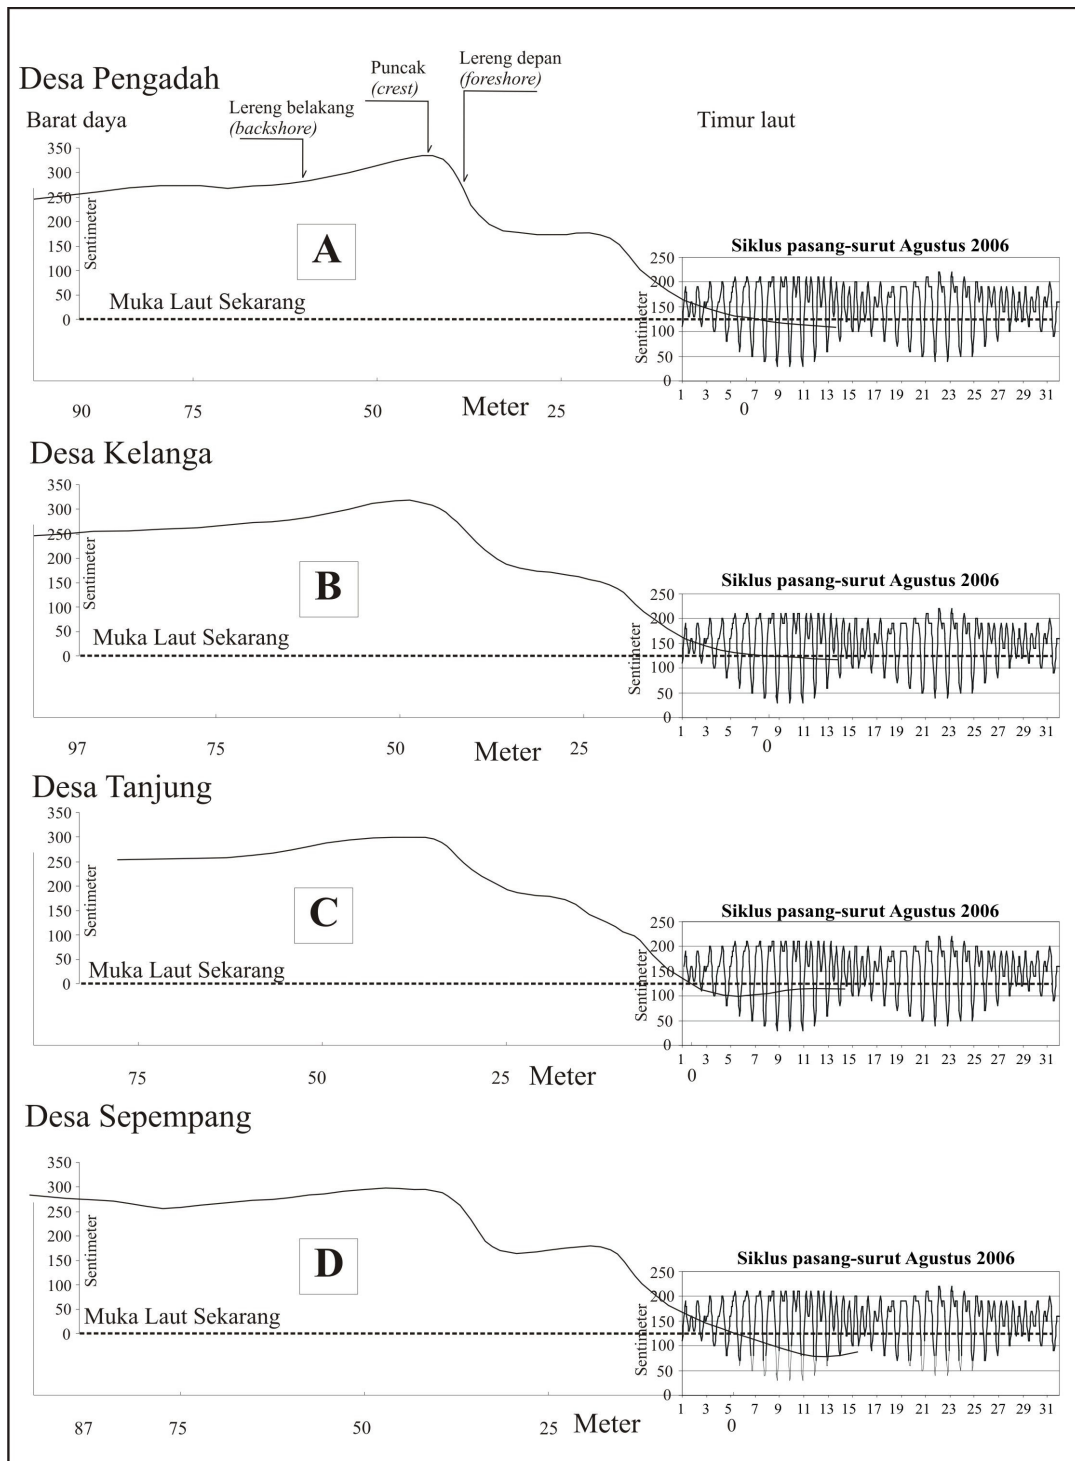 Desa Pengadah
Puncak
(crest)
Lereng depan
(foreshore)
Lereng belakang
(backshore)
Barat daya
Timur laut
350
300
250
200
150
100
50
0
Sentimeter
A
Muka Laut Sekarang
Siklus pasang-surut Agustus 2006
250
200
150
100
50
0
Sentimeter
1 3 5 7 9 11 13 15 17 19 21 23 25 27 29 31
90 75 50 Meter 25 0
Desa Kelanga
350
300
250
200
150
100
50
0
Sentimeter
B
Muka Laut Sekarang
Siklus pasang-surut Agustus 2006
250
200
150
100
50
0
Sentimeter
1 3 5 7 9 11 13 15 17 19 21 23 25 27 29 31
97 75 50 Meter 25 0
Desa Tanjung
350
300
250
200
150
100
50
0
Sentimeter
C
Muka Laut Sekarang
Siklus pasang-surut Agustus 2006
250
200
150
100
50
0
Sentimeter
1 3 5 7 9 11 13 15 17 19 21 23 25 27 29 31
75 50 25 Meter 0
Desa Sepempang
350
300
250
200
150
100
50
0
Sentimeter
D
Muka Laut Sekarang
Siklus pasang-surut Agustus 2006
250
200
150
100
50
0
Sentimeter
1 3 5 7 9 11 13 15 17 19 21 23 25 27 29 31
87 75 50 25 Meter 0